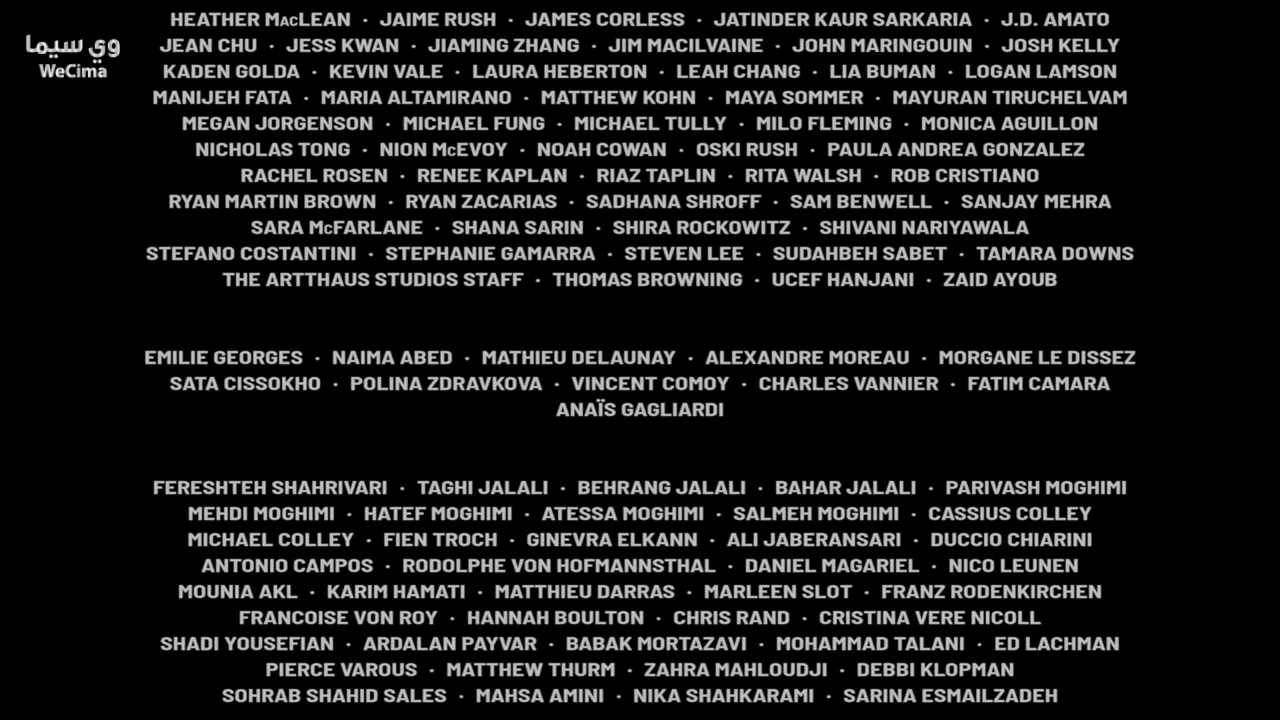 HEATHER MacLEAN · JAIME RUSH · JAMES CORLESS · JATINDER KAUR SARKARIA · J.D. AMATO
وي سيما
WeCima
JEAN CHU · JESS KWAN · JIAMING ZHANG · JIM MACILVAINE · JOHN MARINGOUIN · JOSH KELLY
KADEN GOLDA · KEVIN VALE · LAURA HEBERTON · LEAH CHANG · LIA BUMAN · LOGAN LAMSON
MANIJEH FATA · MARIA ALTAMIRANO · MATTHEW KOHN · MAYA SOMMER · MAYURAN TIRUCHELVAM
MEGAN JORGENSON · MICHAEL FUNG · MICHAEL TULLY · MILO FLEMING · MONICA AGUILLON
NICHOLAS TONG · NION McEVOY · NOAH COWAN · OSKI RUSH · PAULA ANDREA GONZALEZ
RACHEL ROSEN · RENEE KAPLAN · RIAZ TAPLIN · RITA WALSH · ROB CRISTIANO
RYAN MARTIN BROWN · RYAN ZACARIAS · SADHANA SHROFF · SAM BENWELL · SANJAY MEHRA
SARA McFARLANE · SHANA SARIN · SHIRA ROCKOWITZ · SHIVANI NARIYAWALA
STEFANO COSTANTINI · STEPHANIE GAMARRA · STEVEN LEE · SUDAHBEH SABET · TAMARA DOWNS
THE ARTTHAUS STUDIOS STAFF · THOMAS BROWNING · UCEF HANJANI · ZAID AYOUB
EMILIE GEORGES · NAIMA ABED · MATHIEU DELAUNAY · ALEXANDRE MOREAU · MORGANE LE DISSEZ
SATA CISSOKHO · POLINA ZDRAVKOVA · VINCENT COMOY · CHARLES VANNIER · FATIM CAMARA
ANAÏS GAGLIARDI
FERESHTEH SHAHRIVARI · TAGHI JALALI · BEHRANG JALALI · BAHAR JALALI · PARIVASH MOGHIMI
MEHDI MOGHIMI · HATEF MOGHIMI · ATESSA MOGHIMI · SALMEH MOGHIMI · CASSIUS COLLEY
MICHAEL COLLEY · FIEN TROCH · GINEVRA ELKANN · ALI JABERANSARI · DUCCIO CHIARINI
ANTONIO CAMPOS · RODOLPHE VON HOFMANNSTHAL · DANIEL MAGARIEL · NICO LEUNEN
MOUNIA AKL · KARIM HAMATI · MATTHIEU DARRAS · MARLEEN SLOT · FRANZ RODENKIRCHEN
FRANCOISE VON ROY · HANNAH BOULTON · CHRIS RAND · CRISTINA VERE NICOLL
SHADI YOUSEFIAN · ARDALAN PAYVAR · BABAK MORTAZAVI · MOHAMMAD TALANI · ED LACHMAN
PIERCE VAROUS · MATTHEW THURM · ZAHRA MAHLOUDJI · DEBBI KLOPMAN
SOHRAB SHAHID SALES · MAHSA AMINI · NIKA SHAHKARAMI · SARINA ESMAILZADEH